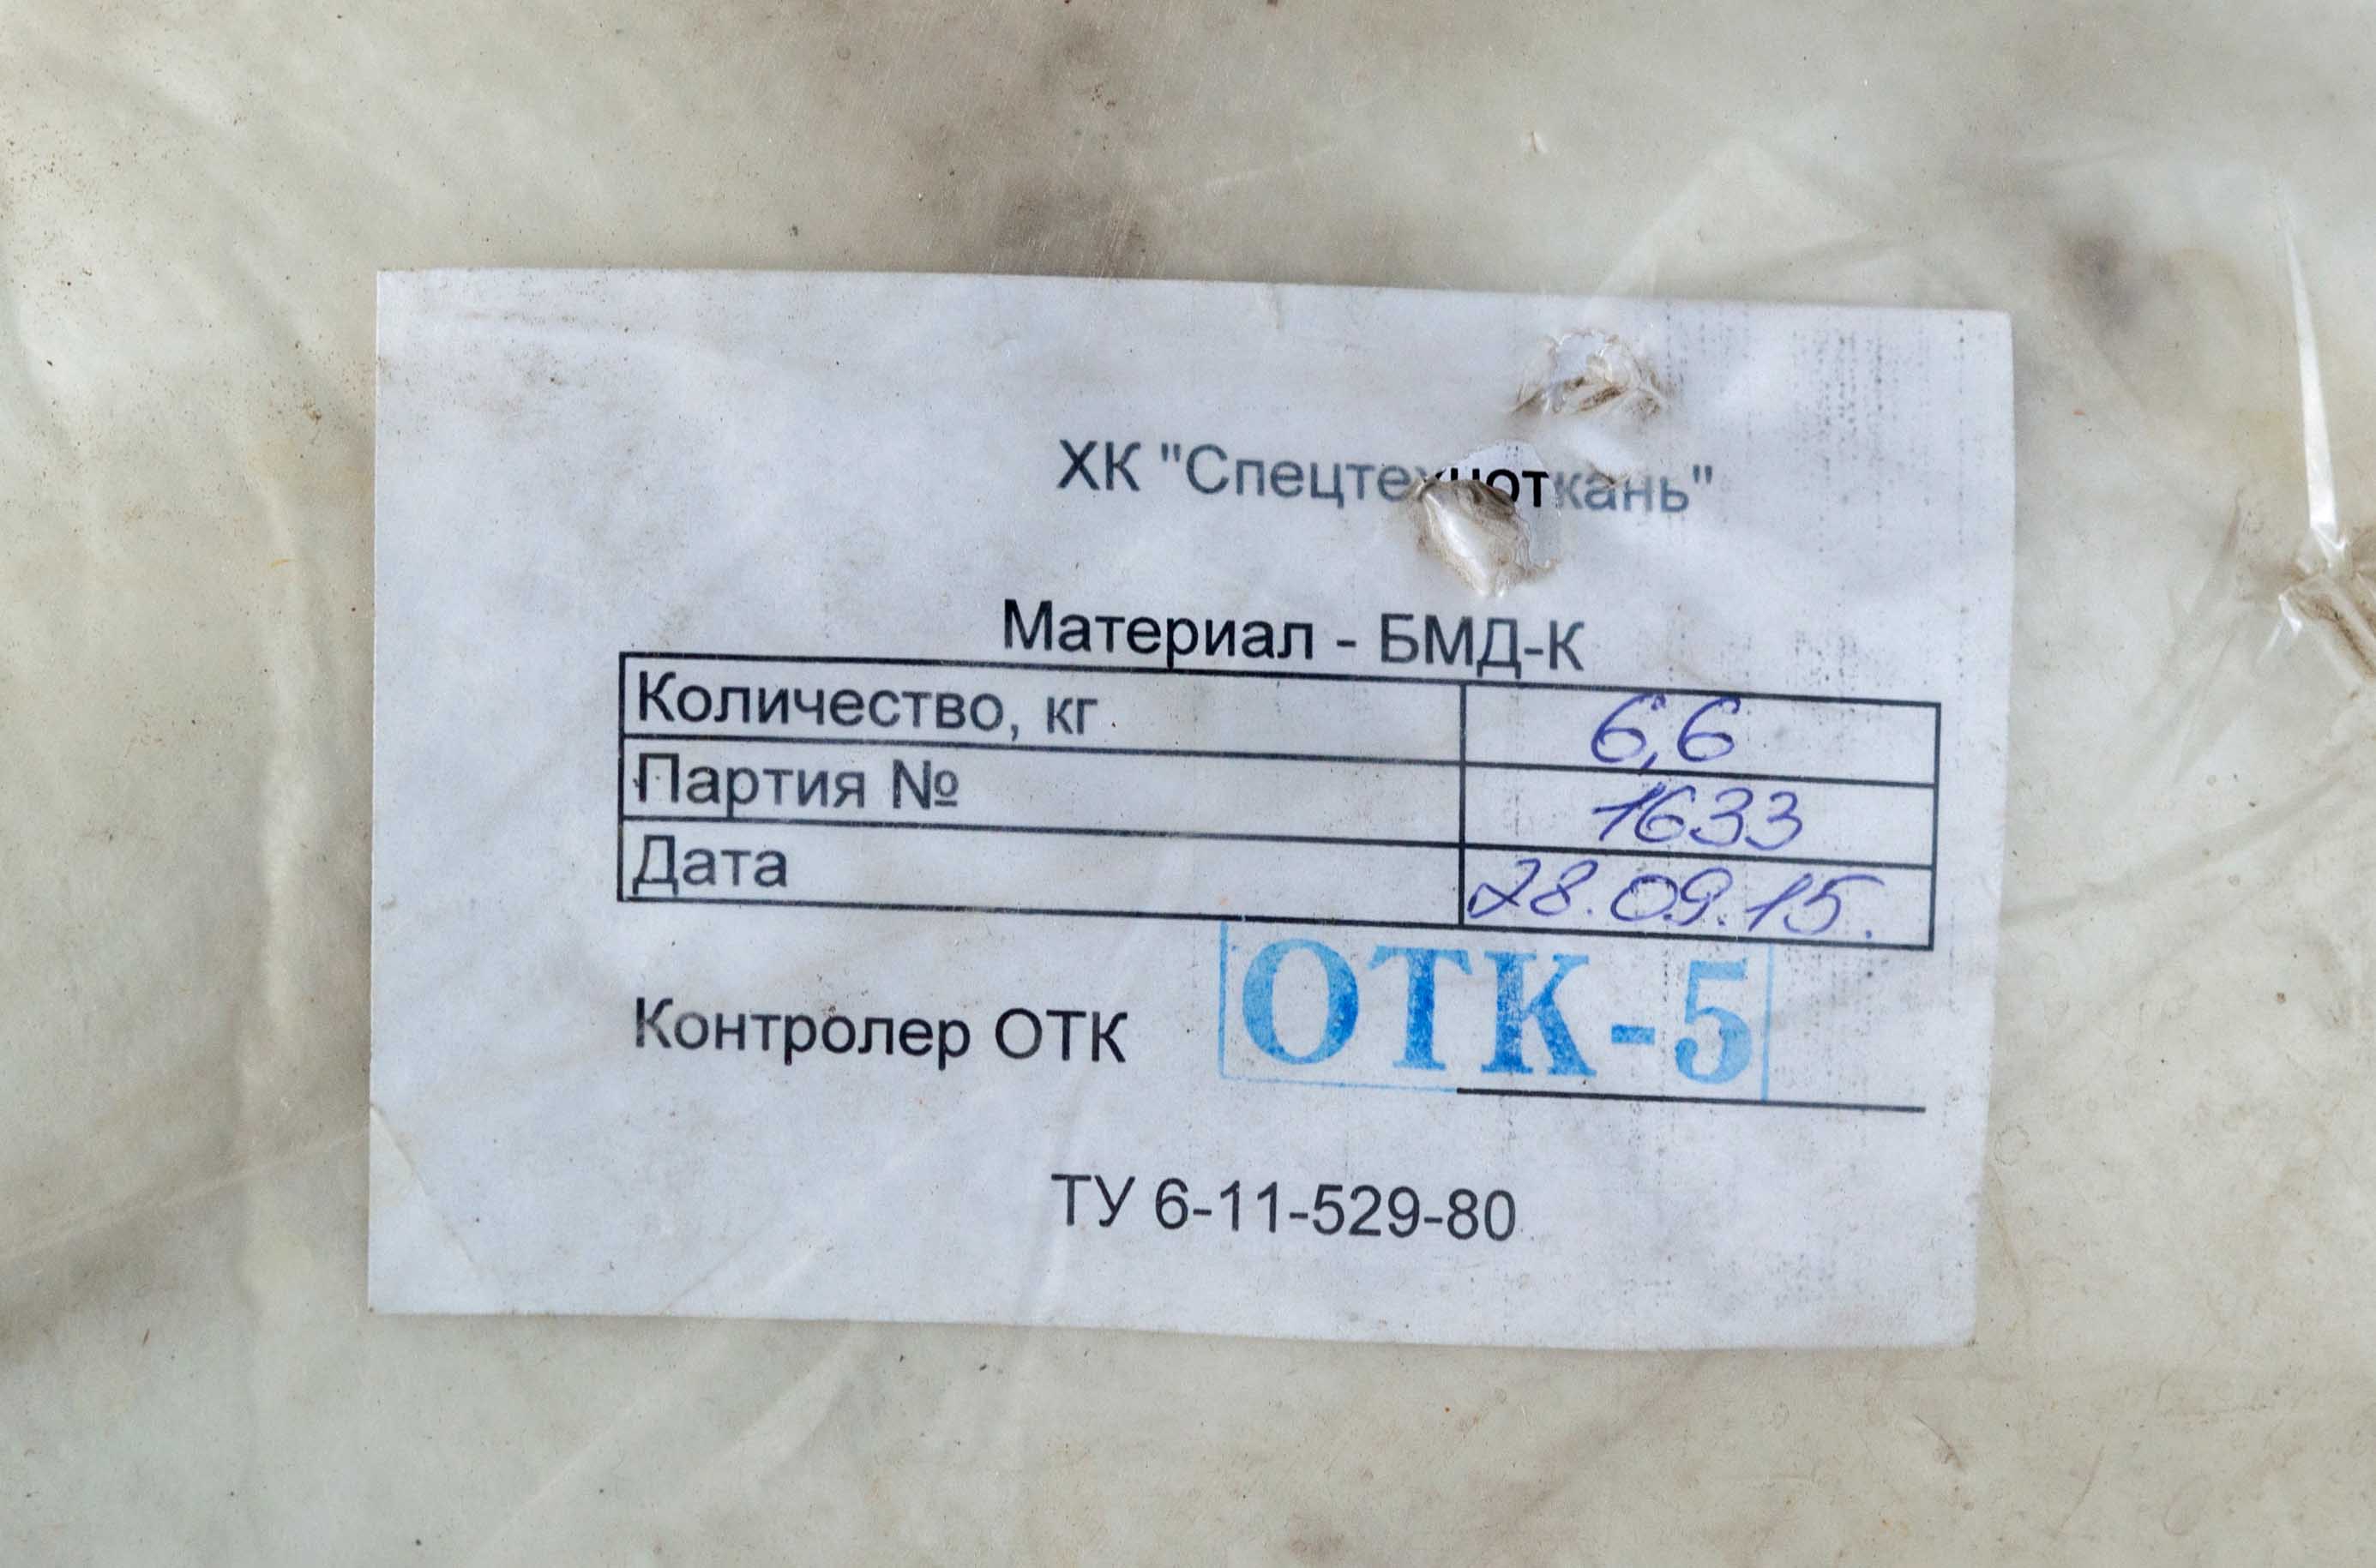 ХК "Спецтехноткань"
Материал - БМД-К
Количество, кг 6,6
Партия № 1633
Дата 28.09.15.
Контролер ОТК ОТК-5
ТУ 6-11-529-80